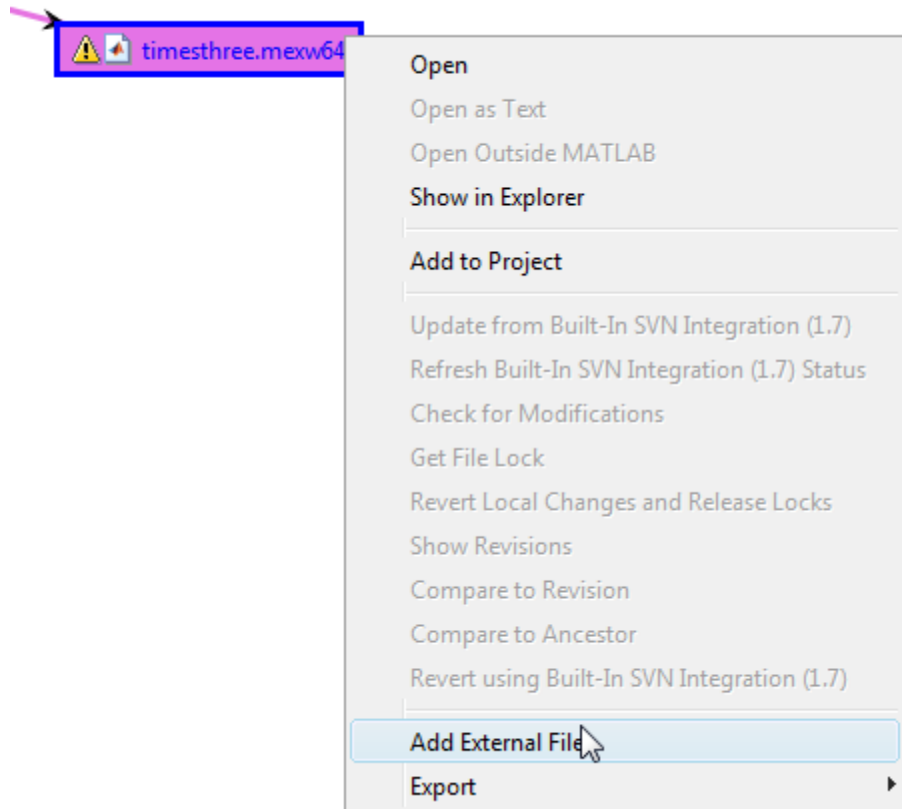 timesthree.mexw64
Open
Open as Text
Open Outside MATLAB
Show in Explorer
Add to Project
Update from Built-In SVN Integration (1.7)
Refresh Built-In SVN Integration (1.7) Status
Check for Modifications
Get File Lock
Revert Local Changes and Release Locks
Show Revisions
Compare to Revision
Compare to Ancestor
Revert using Built-In SVN Integration (1.7)
Add External File
Export